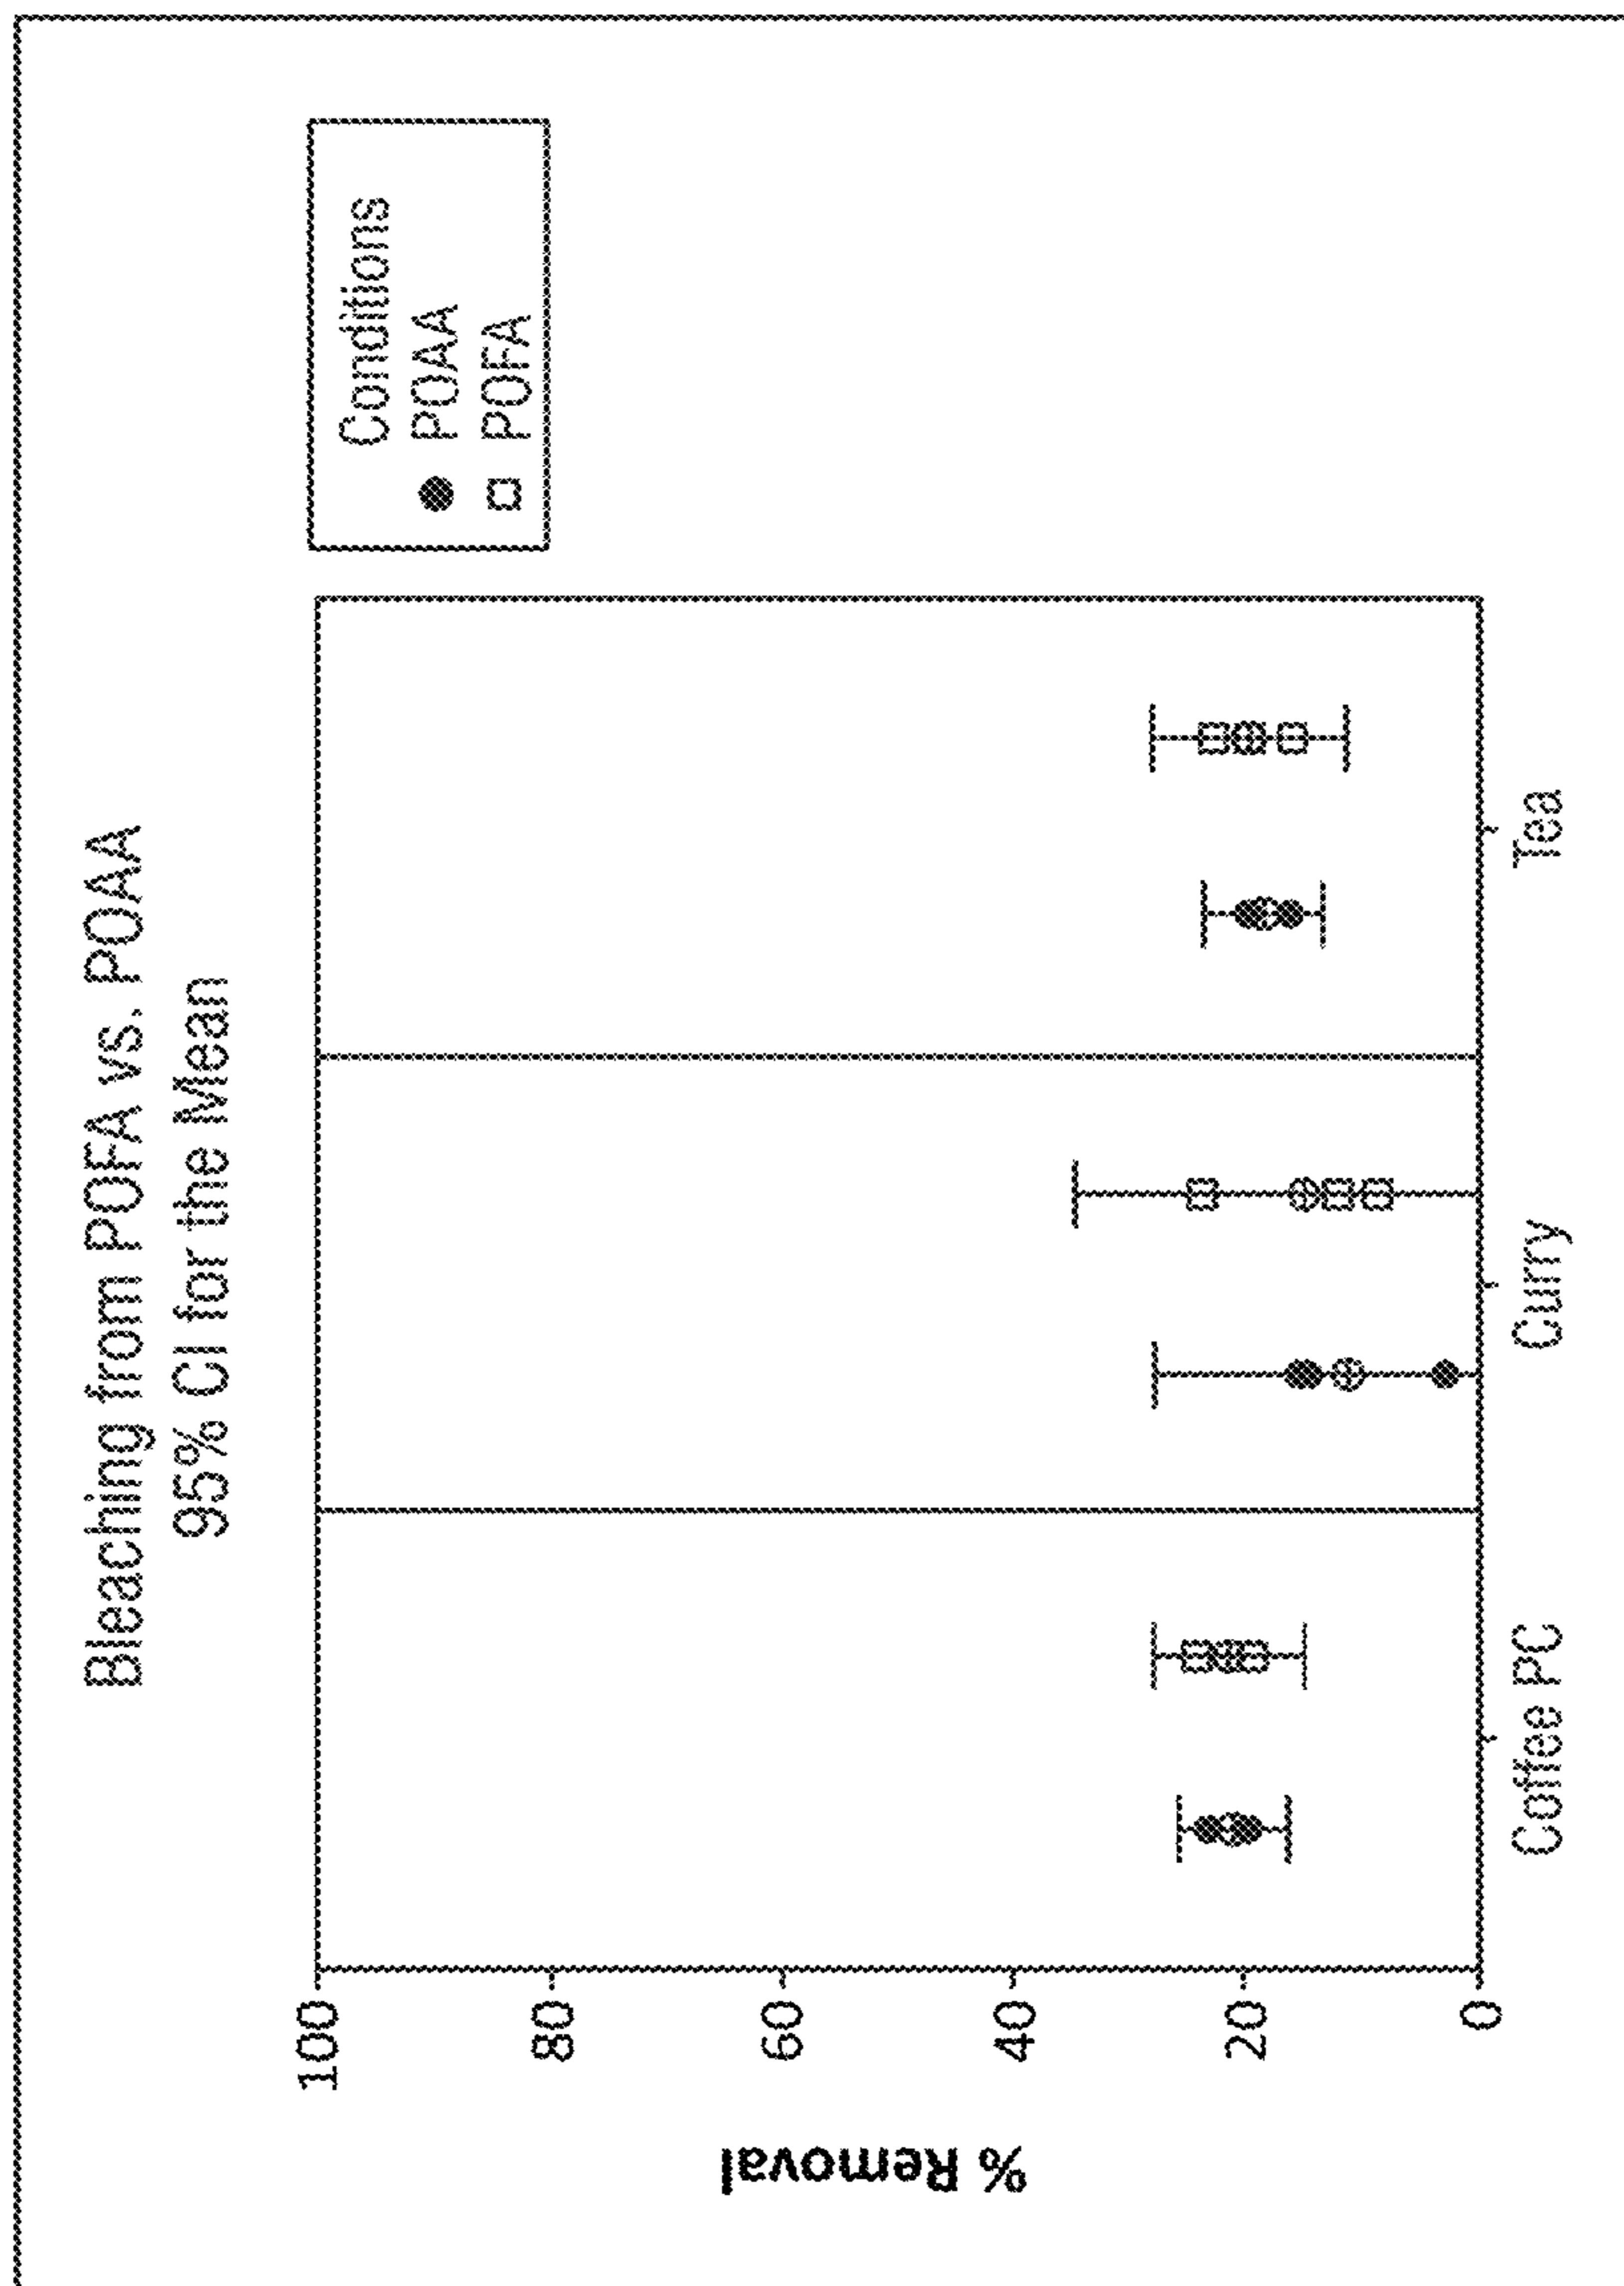 Bleaching from POFA vs. POAA
95% CI for the Mean
Conditions
POAA
POFA
% Removal
100
80
60
40
20
0
Coffee PC
Curry
Tea